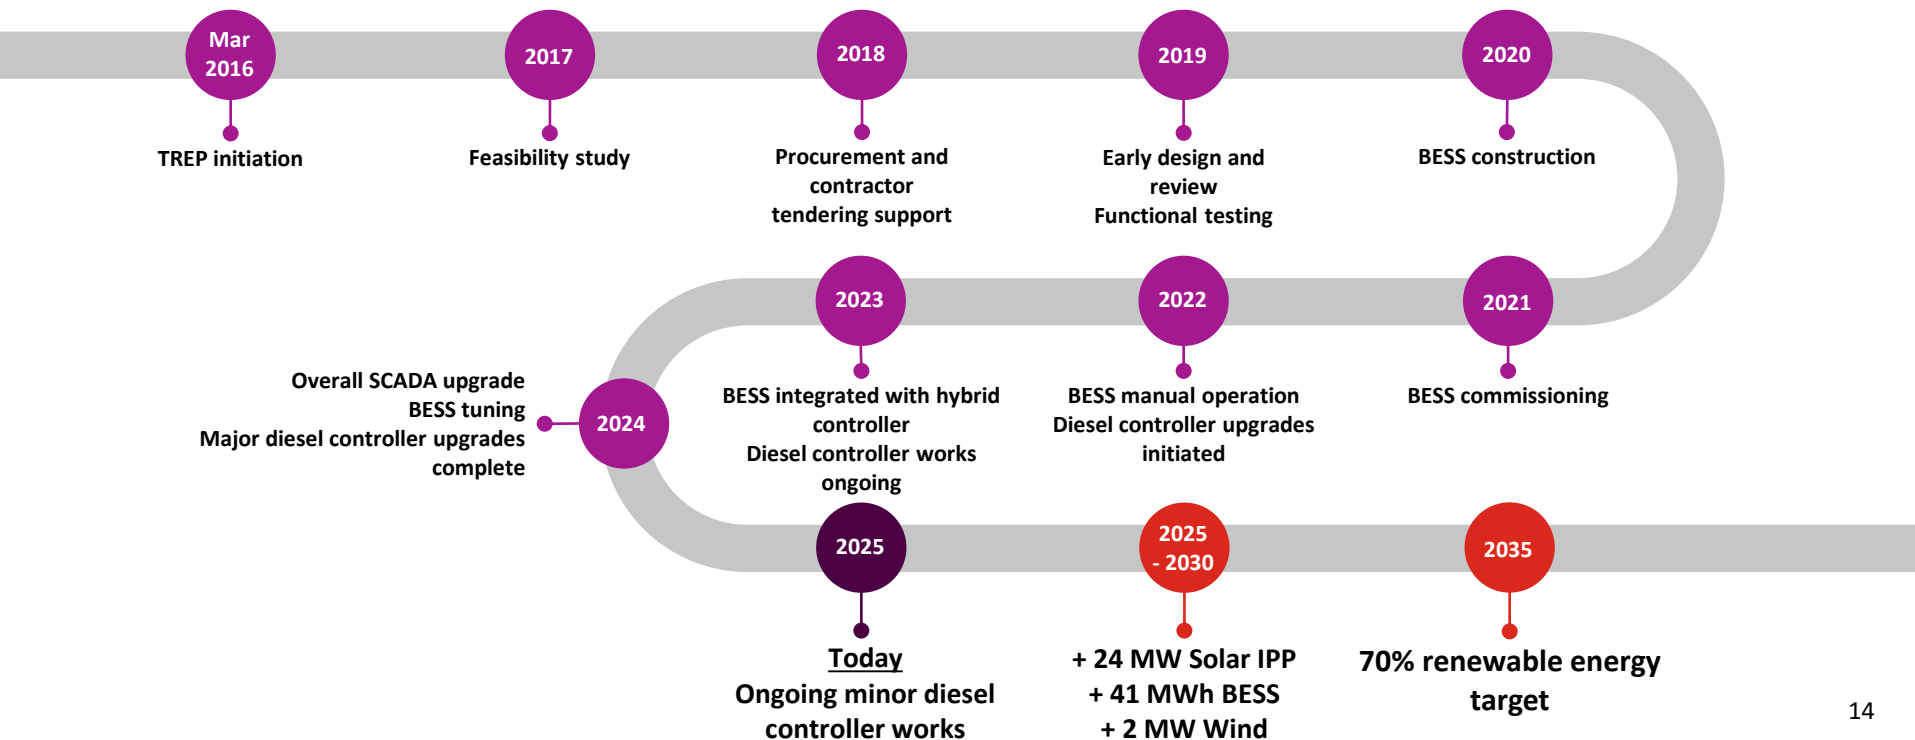 Mar
2016
TREP initiation
2017
Feasibility study
2018
Procurement and
contractor
tendering support
2019
Early design and
review
Functional testing
2020
BESS construction
2021
BESS commissioning
2022
BESS manual operation
Diesel controller upgrades
initiated
2023
BESS integrated with hybrid
controller
Diesel controller works
ongoing
2024
Overall SCADA upgrade
BESS tuning
Major diesel controller upgrades
complete
2025
Today
Ongoing minor diesel
controller works
2025
- 2030
+ 24 MW Solar IPP
+ 41 MWh BESS
+ 2 MW Wind
2035
70% renewable energy
target
14